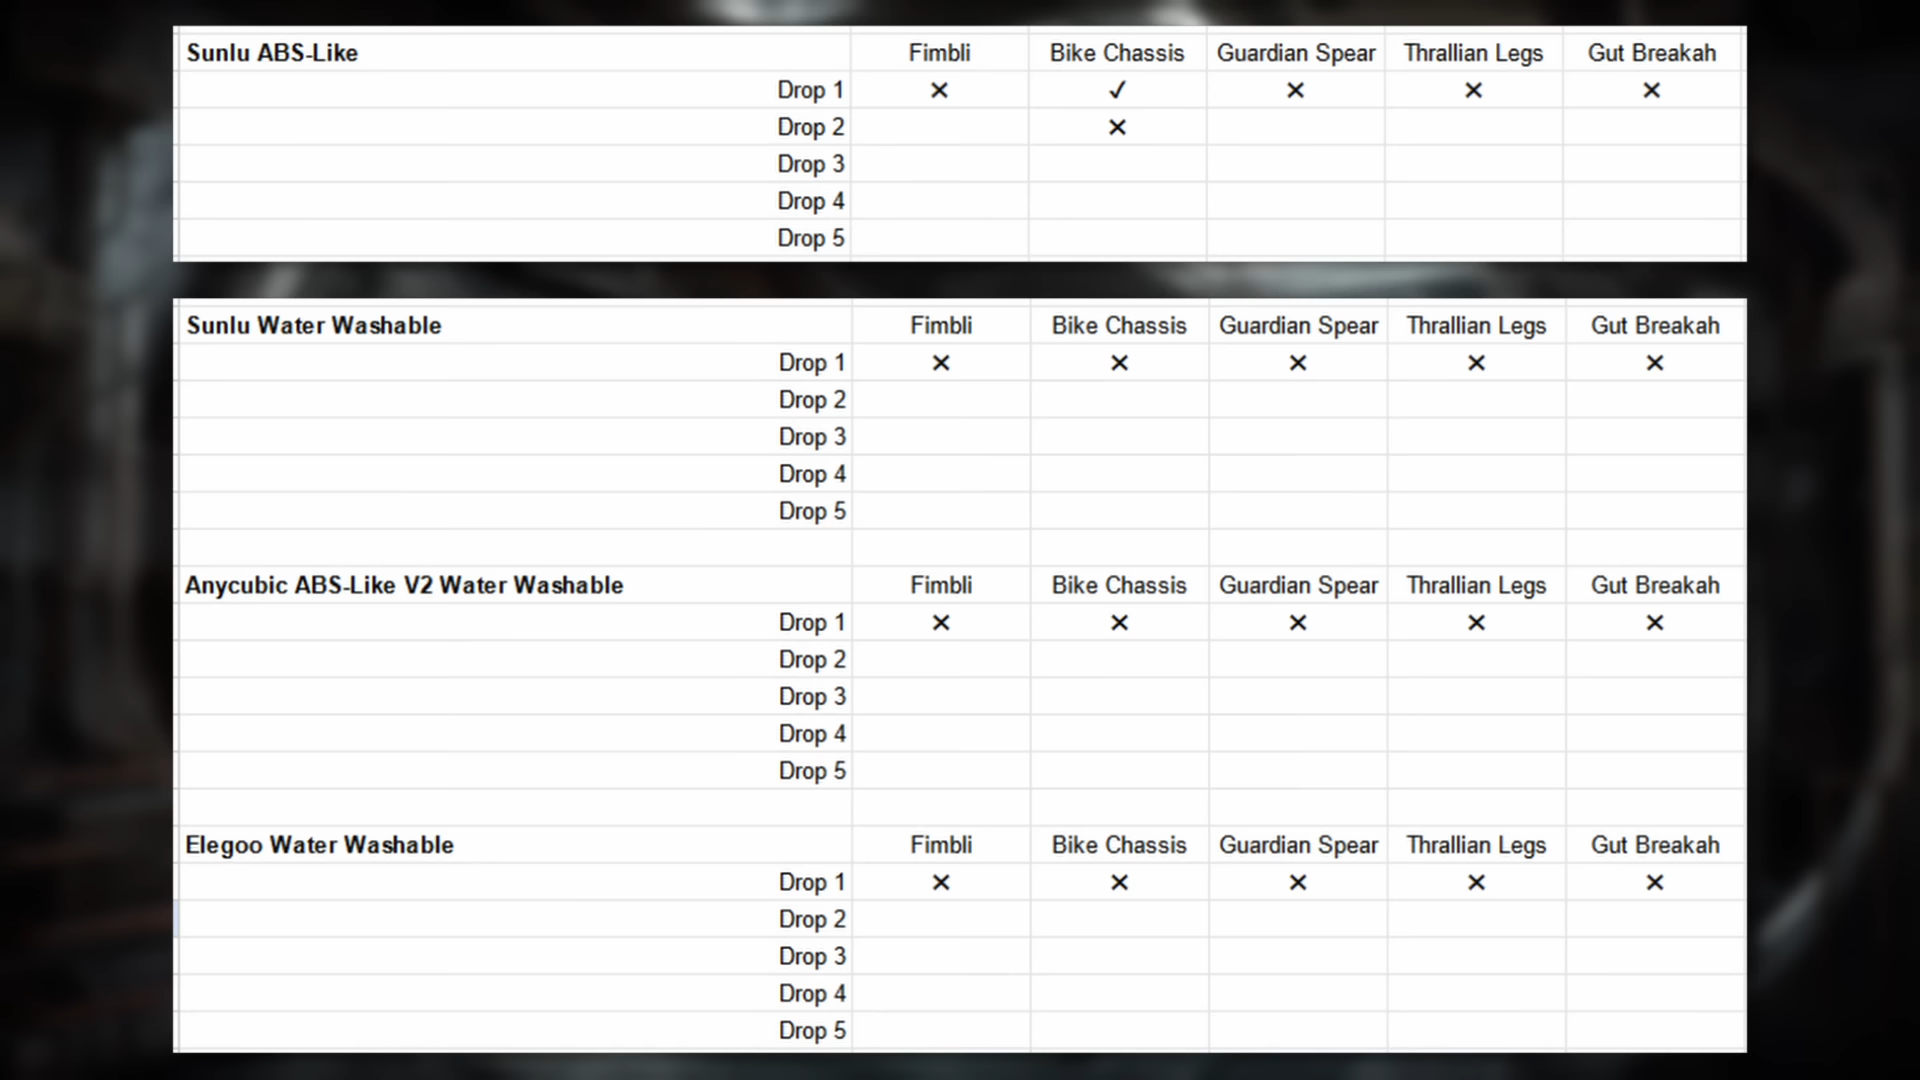 Sunlu ABS-Like Fimbli Bike Chassis Guardian Spear Thrallian Legs Gut Breakah
Drop 1 ✕ ✓ ✕ ✕ ✕
Drop 2 ✕
Drop 3
Drop 4
Drop 5
Sunlu Water Washable Fimbli Bike Chassis Guardian Spear Thrallian Legs Gut Breakah
Drop 1 ✕ ✕ ✕ ✕ ✕
Drop 2
Drop 3
Drop 4
Drop 5
Anycubic ABS-Like V2 Water Washable Fimbli Bike Chassis Guardian Spear Thrallian Legs Gut Breakah
Drop 1 ✕ ✕ ✕ ✕ ✕
Drop 2
Drop 3
Drop 4
Drop 5
Elegoo Water Washable Fimbli Bike Chassis Guardian Spear Thrallian Legs Gut Breakah
Drop 1 ✕ ✕ ✕ ✕ ✕
Drop 2
Drop 3
Drop 4
Drop 5